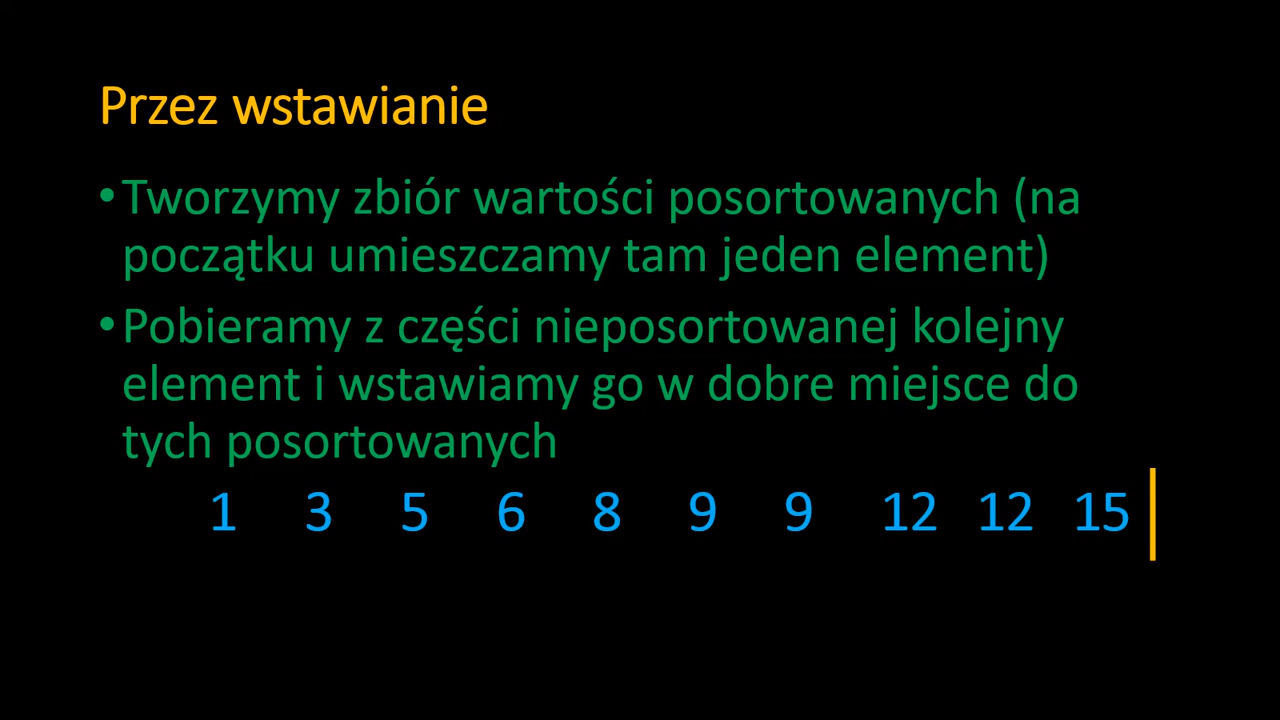 Przez wstawianie
•Tworzymy zbiór wartości posortowanych (na
początku umieszczamy tam jeden element)
•Pobieramy z części nieposortowanej kolejny
element i wstawiamy go w dobre miejsce do
tych posortowanych
1 3 5 6 8 9 9 12 12 15